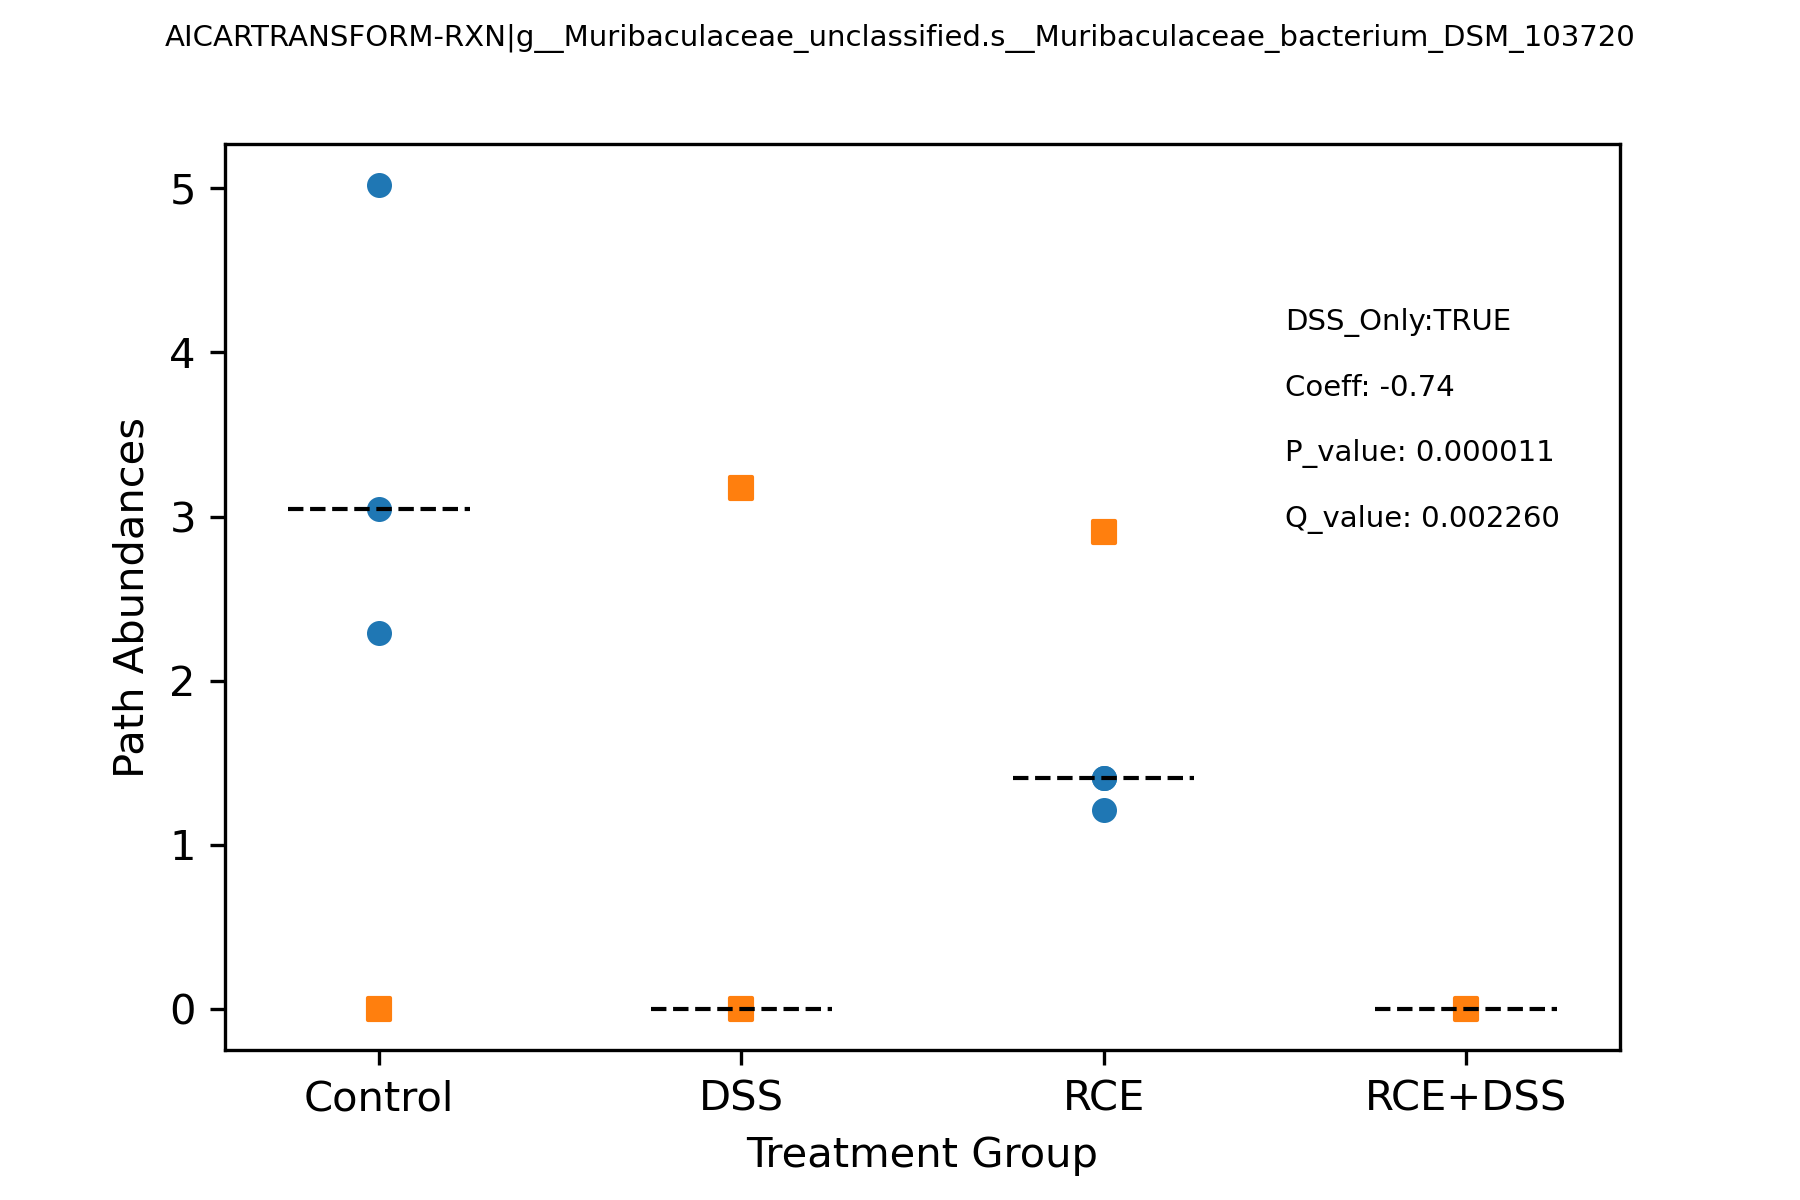 AICARTRANSFORM-RXN|g__Muribaculaceae_unclassified.s__Muribaculaceae_bacterium_DSM_103720
5
4
3
2
1
0
Path Abundances
DSS_Only:TRUE
Coeff: -0.74
P_value: 0.000011
Q_value: 0.002260
Control
DSS
RCE
RCE+DSS
Treatment Group